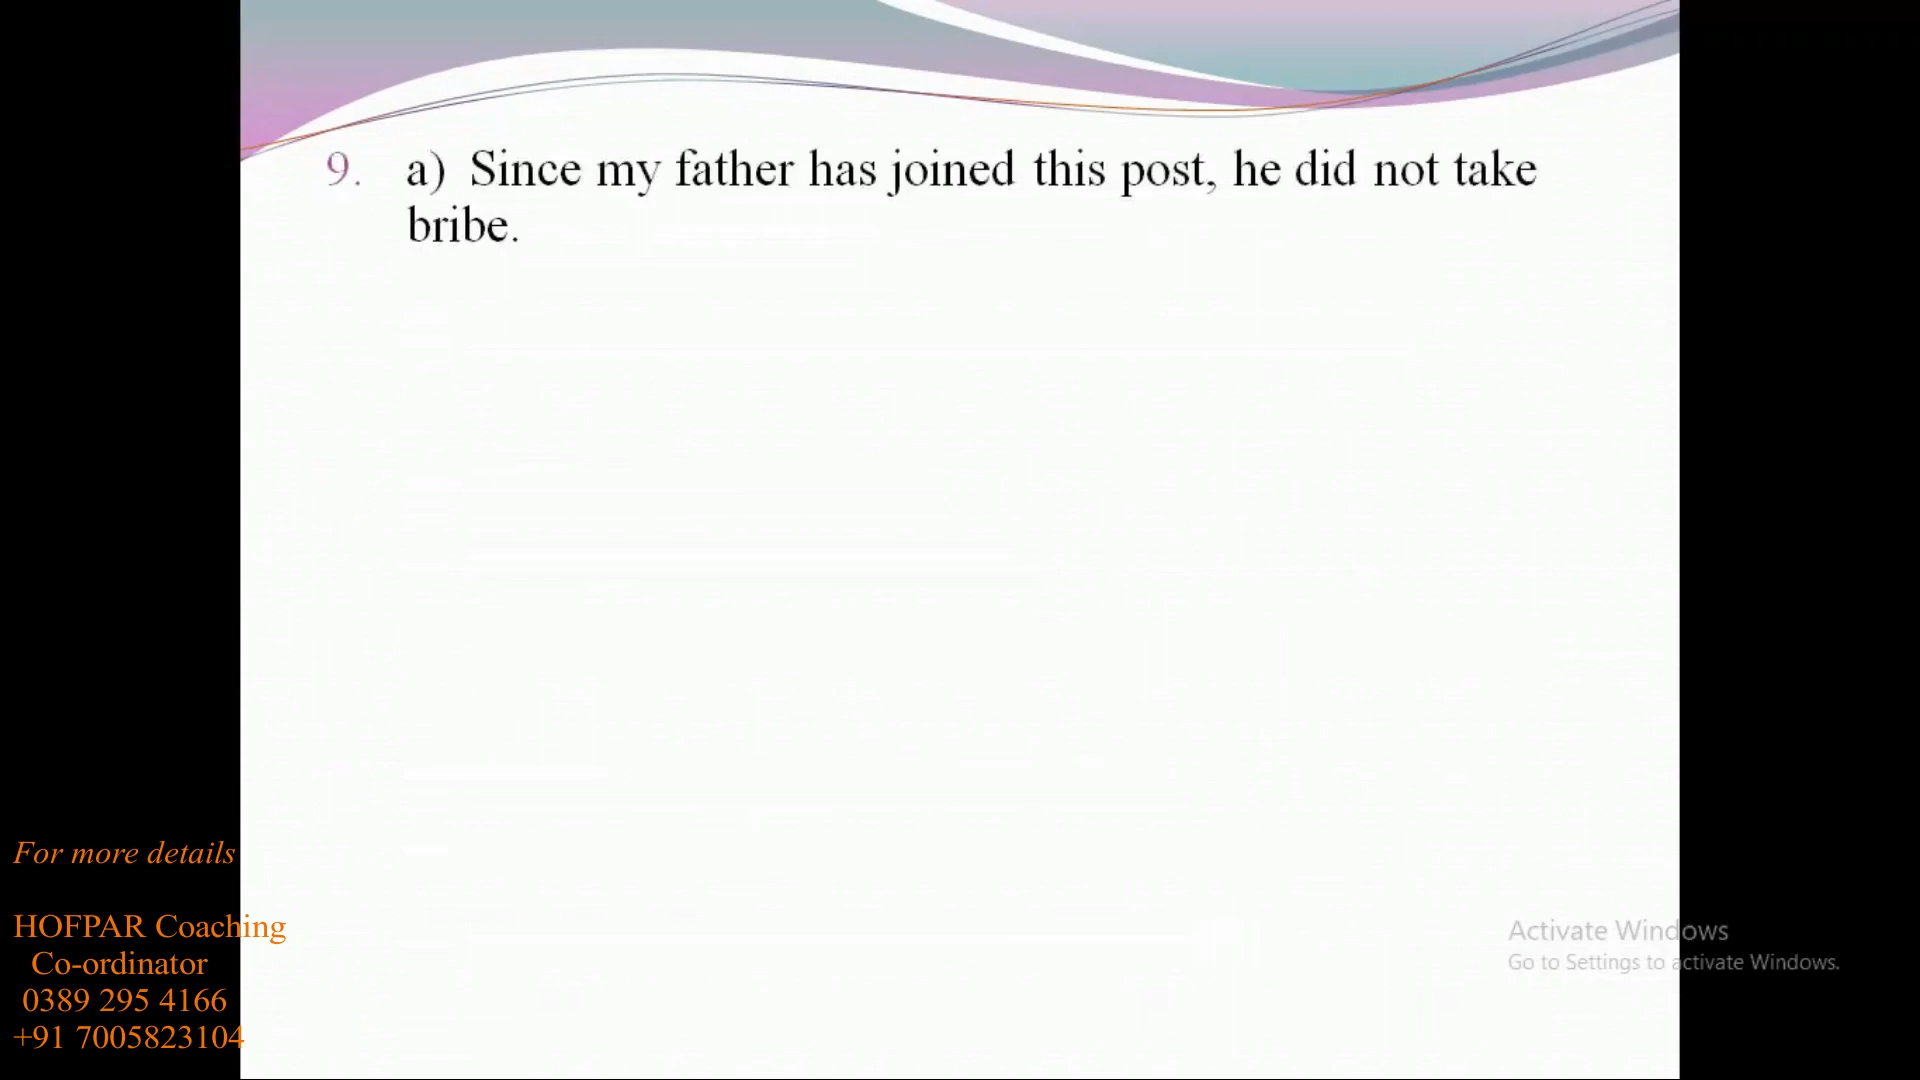 9. a) Since my father has joined this post, he did not take
bribe.
For more details
HOFPAR Coaching
Co-ordinator
0389 295 4166
+91 7005823104
Activate Windows
Go to Settings to activate Windows.